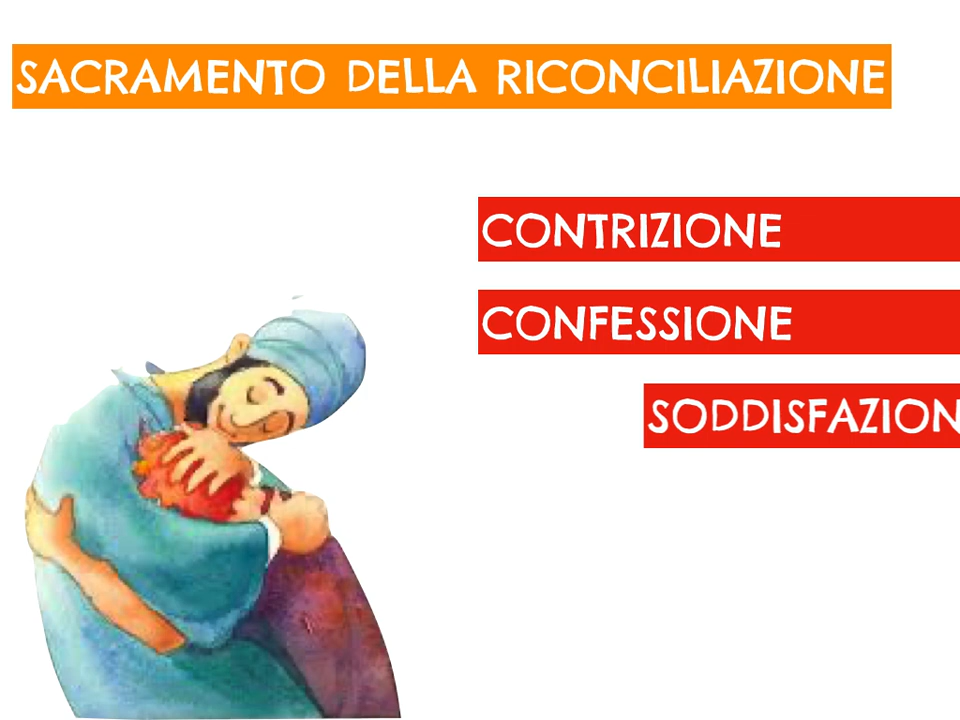 SACRAMENTO DELLA RICONCILIAZIONE
CONTRIZIONE
CONFESSIONE
SODDISFAZION